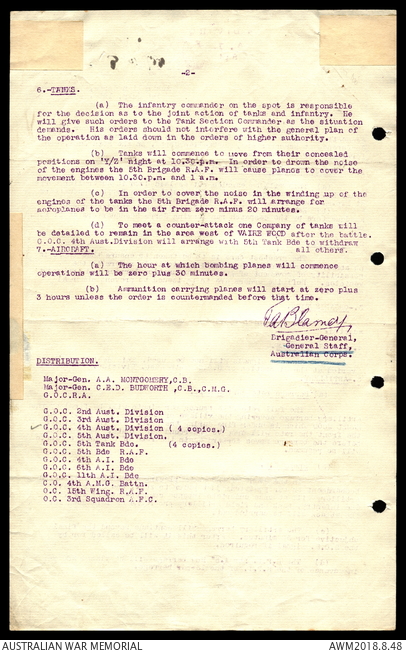 -2-
6.-TANKS.
(a) The infantry commander on the spot is responsible
for the decision as to the joint action of tanks and infantry. He
will give such orders to the Tank Section Commander as the situation
demands. His orders should not interfere with the general plan of
the operation as laid down in the orders of higher authority.
(b) Tanks will commence to move from their concealed
positions on 'Y/Z' night at 10.30.p.m. In order to drown the noise
of the engines the 5th Brigade R.A.F. will cause planes to cover the
movement between 10.30.p.m. and 1 a.m.
(c) In order to cover the noise in the winding up of the
engines of the tanks the 5th Brigade R.A.F. will arrange for
aeroplanes to be in the air from zero minus 20 minutes.
(d) To meet a counter-attack one Company of tanks will
be detailed to remain in the area west of VAIRE WOOD after the battle.
G.O.C. 4th Aust.Division will arrange with 5th Tank Bde to withdraw
7.-AIRCRAFT. all others.
(a) The hour at which bombing planes will commence
operations will be zero plus 30 minutes.
(b) Ammunition carrying planes will start at zero plus
3 hours unless the order is countermanded before that time.
T A Blamey,
Brigadier-General,
General Staff,
Australian Corps.
DISTRIBUTION.
Major-Gen. A.A. MONTGOMERY,C.B.
Major-Gen. C.E.D. BUDWORTH ,C.B.,C.M.G.
G.O.C.R.A.
G.O.C. 2nd Aust. Division
G.O.C. 3rd Aust. Division
G.O.C. 4th Aust. Division ( 4 copies.)
G.O.C. 5th Aust. Division.
G.O.C. 5th Tank Bde. (4 copies.)
G.O.C. 5th Bde R.A.F.
G.O.C. 4th A.I. Bde
G.O.C. 6th A.I. Bde
G.O.C. 11th A.I. Bde
C.O. 4th A.M.G. Battn.
O.C. 15th Wing. R.A.F.
O.C. 3rd Squadron A.F.C.
AUSTRALIAN WAR MEMORIAL AWM2018.8.48